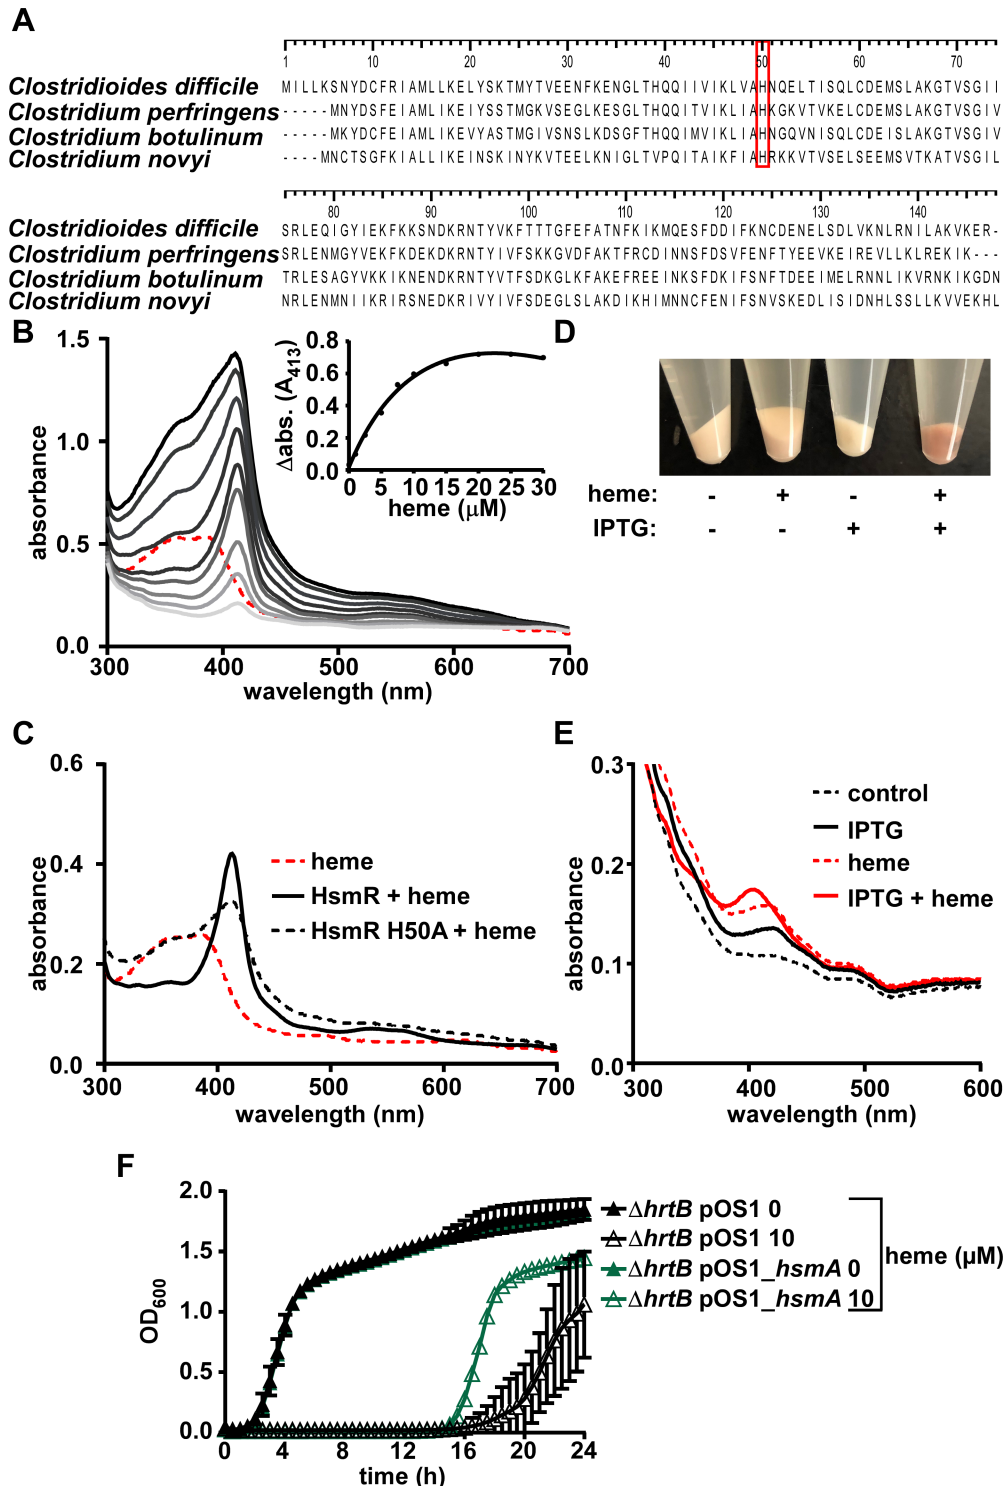 A
1 10 20 30 40 50 60 70
Clostridioides difficile MILLKSNYDCFRIAMLLKELYSKTMYTVEENFKENGLTHQQIIVIKLVAHNQELTISQLCDEMSLAKGTVSGII
Clostridium perfringens -----MNYDSFEIAMLIKEIYSSTMGKVSEGLKESGLTHQQITVIKLIAHKGKVTVKELCDEMSLAKGTVSGIV
Clostridium botulinum -----MKYDCFEIAMLIKEVYASTMGIVSNSLKDSGFTHQQIMVIKLIAHNGQVNISQLCDEISLAKGTVSGIV
Clostridium novyi ----MNCTSGFKIALLIKEINSKINYKVTEELKNIGLTVPQITAIKFIAHRKKVTVSELSEEMSVTKATVSGIL
80 90 100 110 120 130 140
Clostridioides difficile SRLEQIGYIEKFKKSNDKRNTYVKFTTTGFEFATNFKIKMQESFDDIFKNCDENELSDLVKNLRNILAKVKER-
Clostridium perfringens SRLENMGYVEKFKDEKDKRNTYVIFSKKGVDFAKTFRCDINNSFDSVFENFTYEEVKEIREVLLKLREKIK---
Clostridium botulinum TRLESAGYVKKIKNENDKRNTYVTFSDKGLKFAKEFREEINKSFDKIFSNFTDEEIMELRNNLIKVRNKIKGDN
Clostridium novyi NRLENMNIIKRIRSNEDKRIVYIVFSDEGLSLAKDIKHIMNNCFENIFSNVSKEDLISIDNHLSSLLKVVEKHL
B
absorbance
1.5
1.0
0.5
0.0
300 400 500 600 700
wavelength (nm)
Δabs. (A413)
0.8
0.6
0.4
0.2
0.0
0 5 10 15 20 25 30
heme (µM)
D
heme: - + - +
IPTG: - - + +
C
absorbance
0.6
0.4
0.2
0.0
300 400 500 600 700
wavelength (nm)
heme
HsmR + heme
HsmR H50A + heme
E
absorbance
0.3
0.2
0.1
0.0
300 400 500 600
wavelength (nm)
control
IPTG
heme
IPTG + heme
F
OD600
2.0
1.5
1.0
0.5
0.0
0 4 8 12 16 20 24
time (h)
ΔhrtB pOS1 0
ΔhrtB pOS1 10
ΔhrtB pOS1_hsmA 0
ΔhrtB pOS1_hsmA 10
heme (µM)